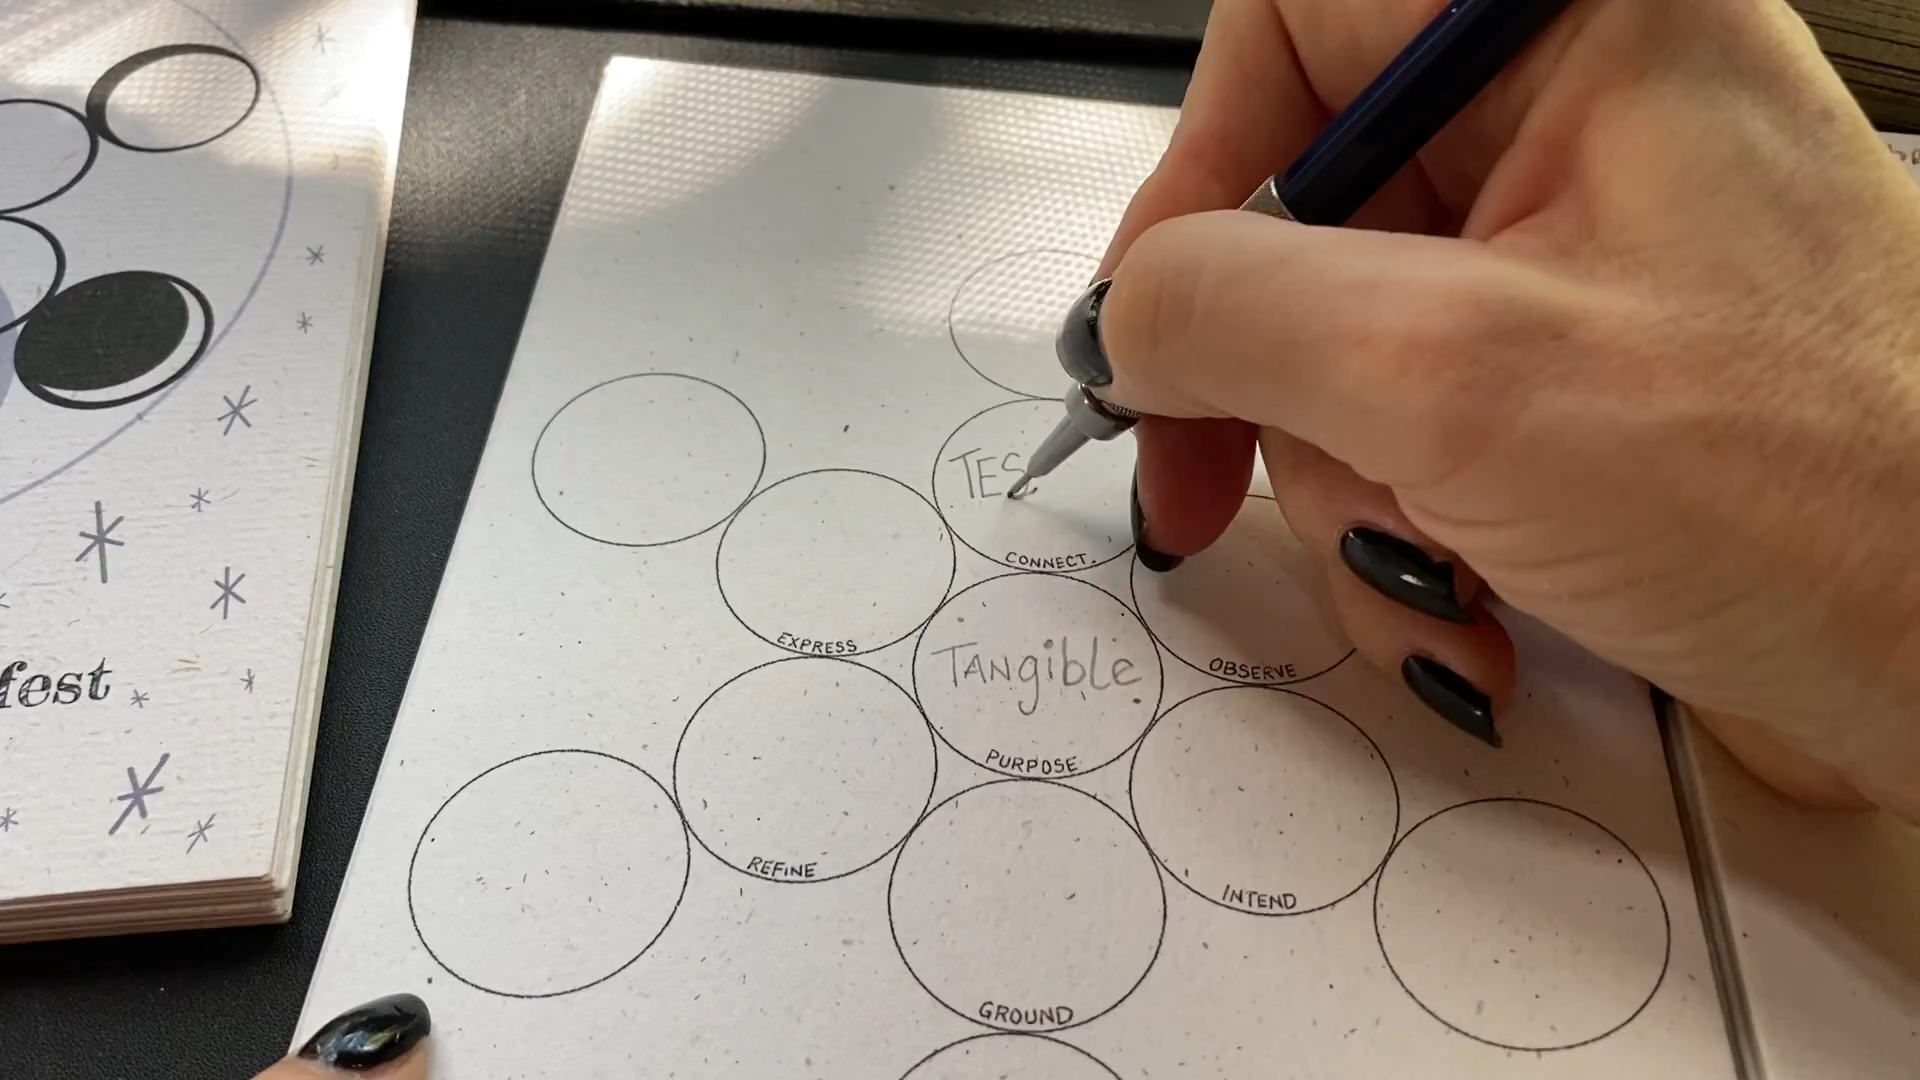 TES
CONNECT.
EXPRESS
OBSERVE
Tangible
PURPOSE
fest
REFINE
INTEND
GROUND